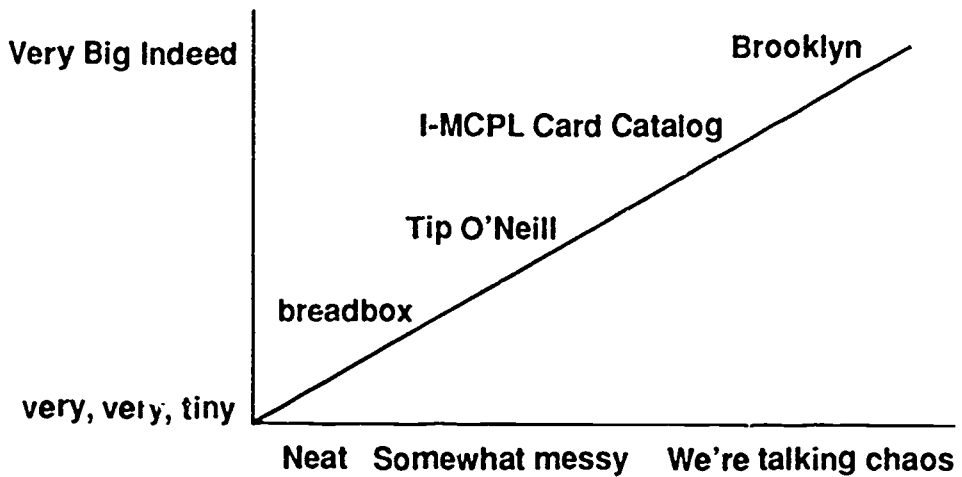 Very Big Indeed
Brooklyn
I-MCPL Card Catalog
Tip O'Neill
breadbox
very, very, tiny
Neat Somewhat messy We're talking chaos